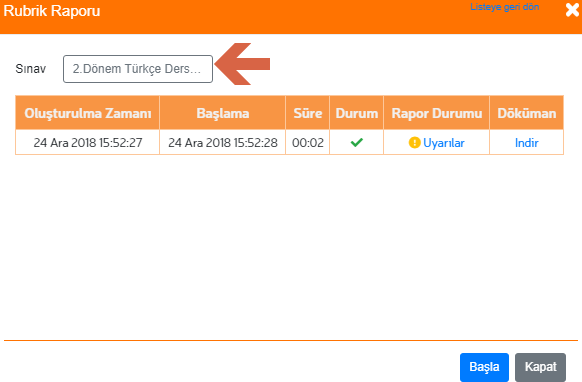 Rubrik Raporu
Listeye geri dön
Sınav
2.Dönem Türkçe Ders...
Oluşturulma Zamanı Başlama Süre Durum Rapor Durumu Döküman
24 Ara 2018 15:52:27 24 Ara 2018 15:52:28 00:02 Uyarılar Indir
Başla Kapat